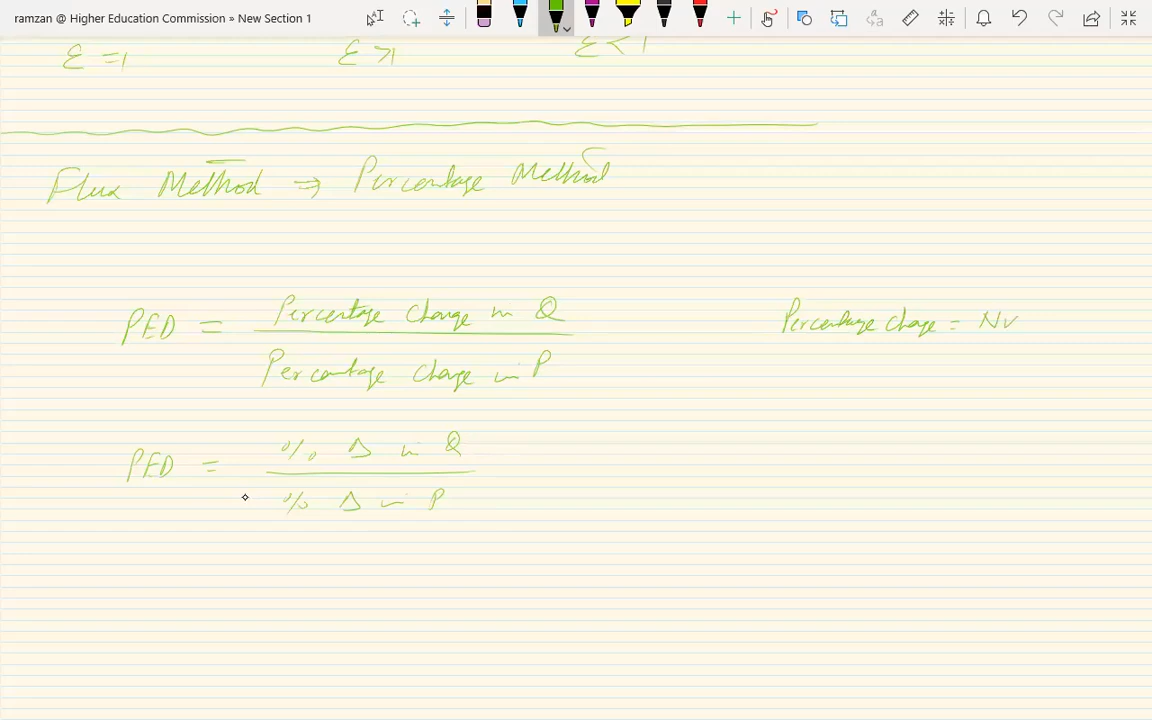 ramzan @ Higher Education Commission » New Section 1
ε = 1 ε > 1 ε < 1
Flux Method ⇒ Percentage Method
PED = Percentage change in Q
Percentage change in P
Percentage chage = Nv
PED = % Δ in Q
% Δ in P